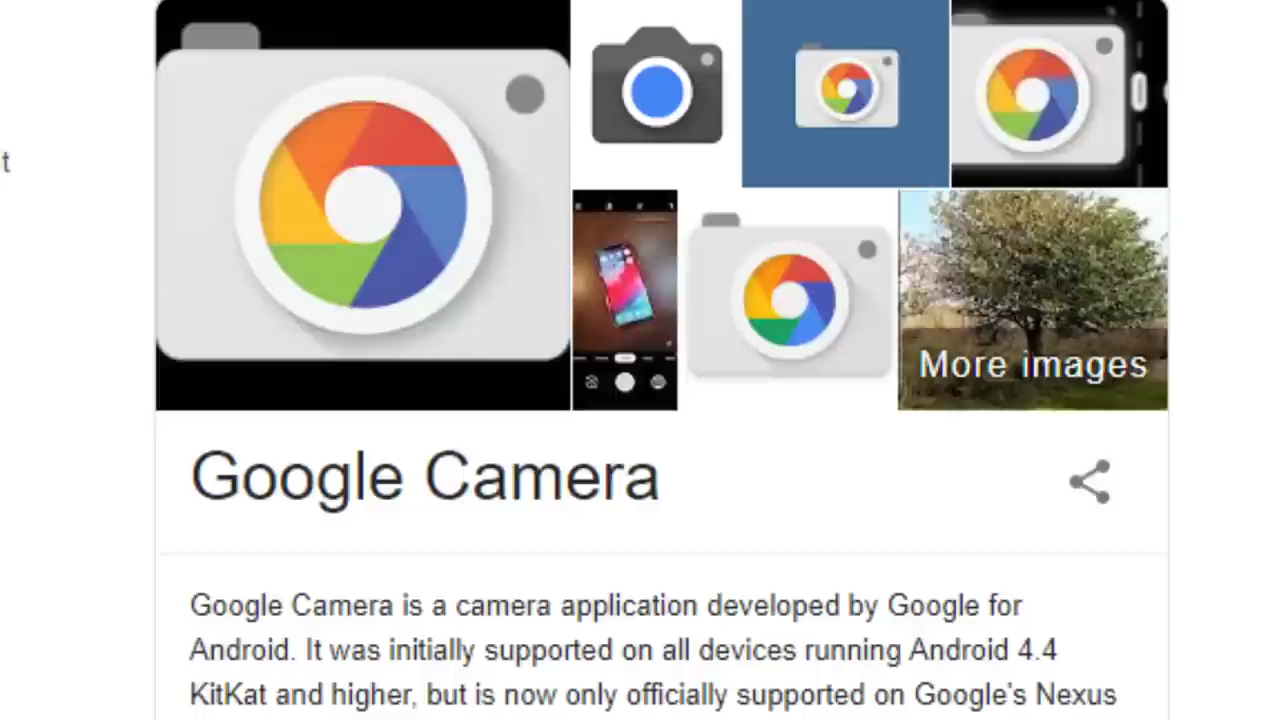 t
More images
Google Camera
Google Camera is a camera application developed by Google for
Android. It was initially supported on all devices running Android 4.4
KitKat and higher, but is now only officially supported on Google's Nexus